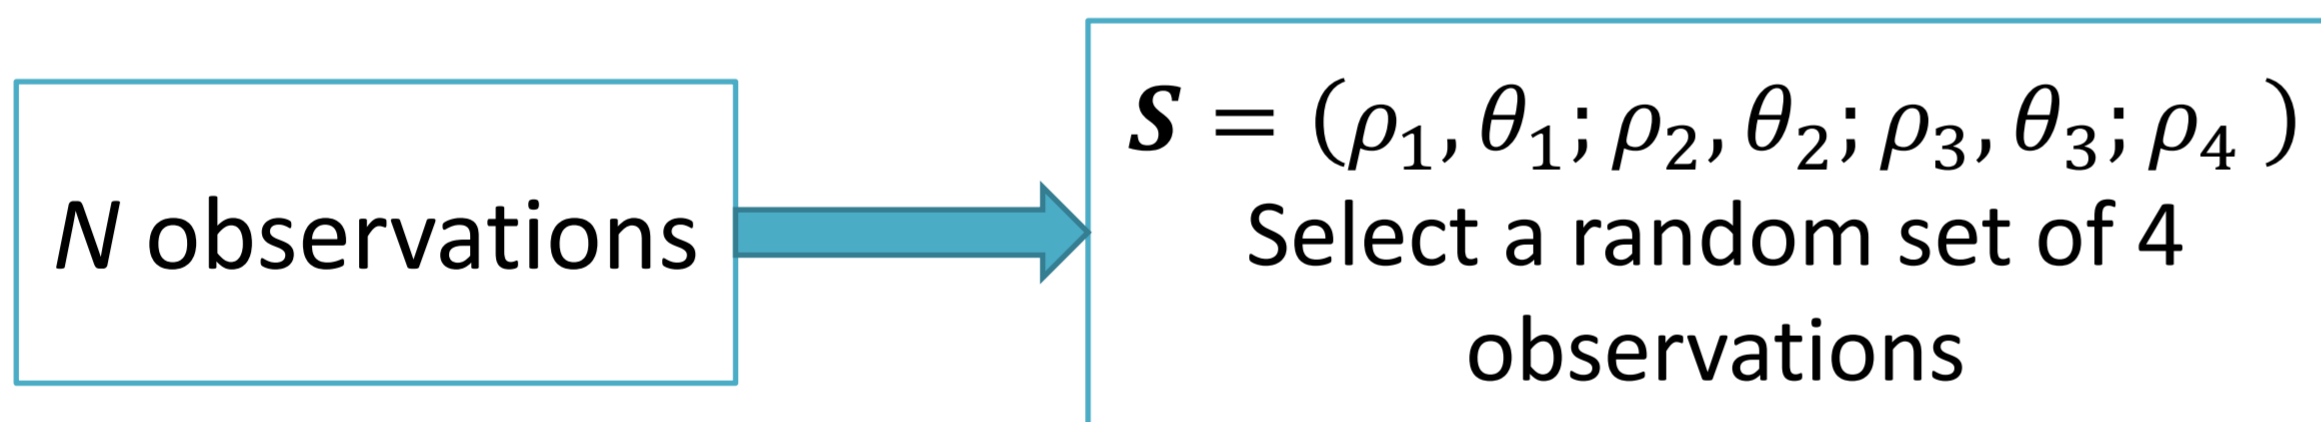 N observations
S = (ρ₁, θ₁; ρ₂, θ₂; ρ₃, θ₃; ρ₄ )
Select a random set of 4
observations